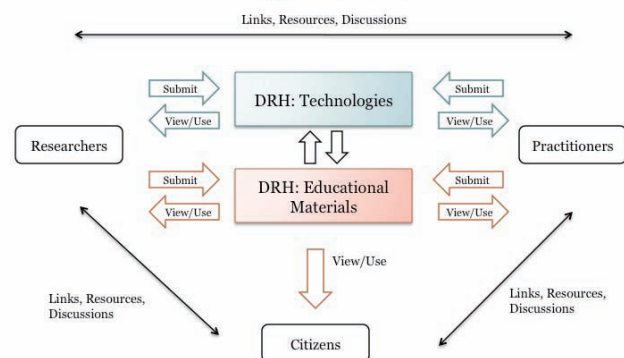 Links, Resources, Discussions
Submit
DRH: Technologies
Submit
View/Use
View/Use
Researchers
Practitioners
Submit
DRH: Educational
Materials
Submit
View/Use
View/Use
View/Use
Links, Resources,
Discussions
Links, Resources,
Discussions
Citizens